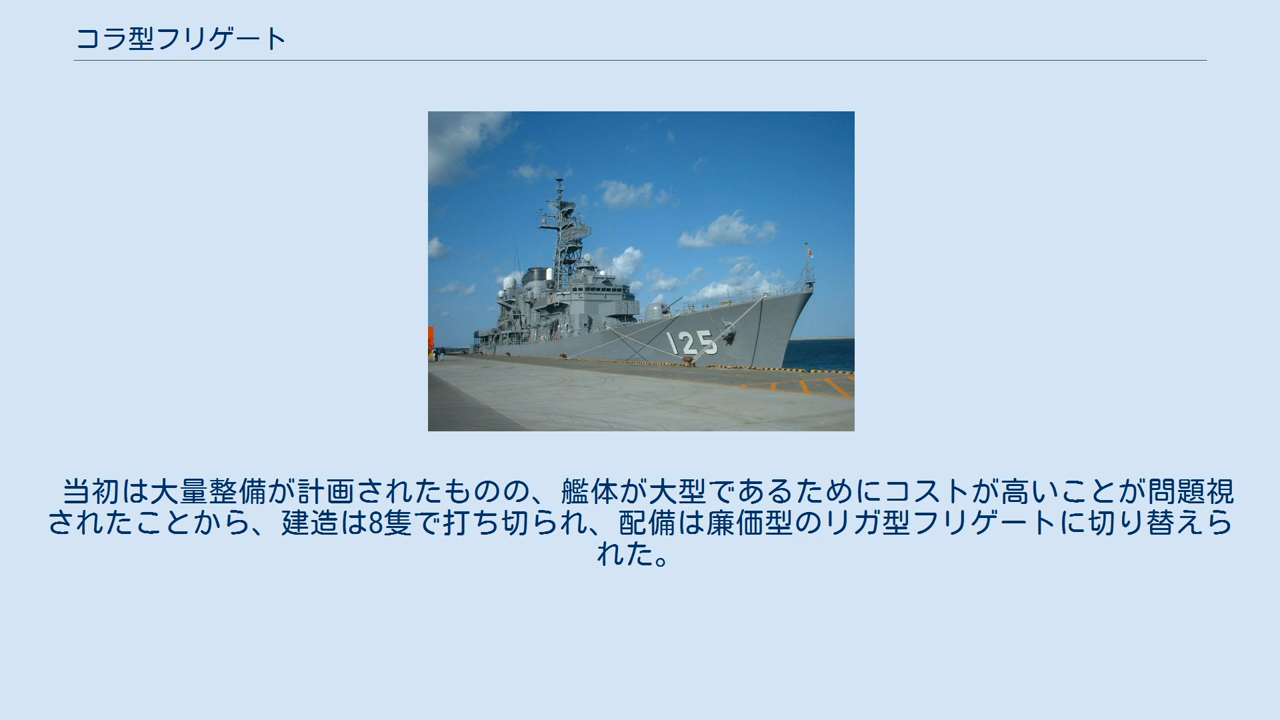 コラ型フリゲート
125
当初は大量整備が計画されたものの、艦体が大型であるためにコストが高いことが問題視
されたことから、建造は8隻で打ち切られ、配備は廉価型のリガ型フリゲートに切り替えら
れた。